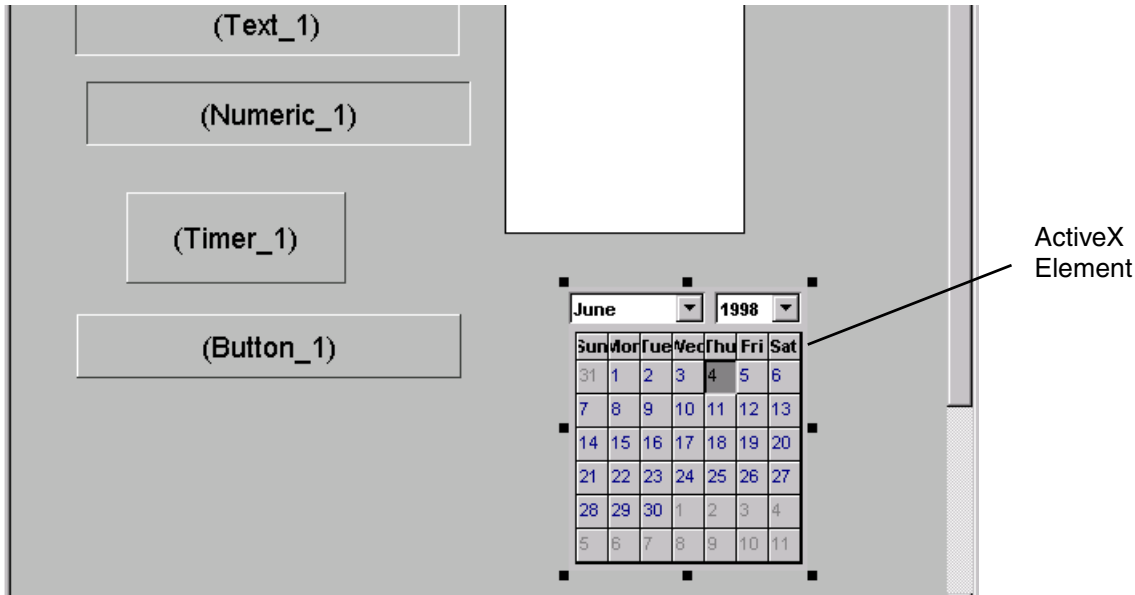 (Text_1)
(Numeric_1)
(Timer_1)
(Button_1)
ActiveX
Element
June 1998
Sun Mon Tue Wed Thu Fri Sat
31 1 2 3 4 5 6
7 8 9 10 11 12 13
14 15 16 17 18 19 20
21 22 23 24 25 26 27
28 29 30 1 2 3 4
5 6 7 8 9 10 11